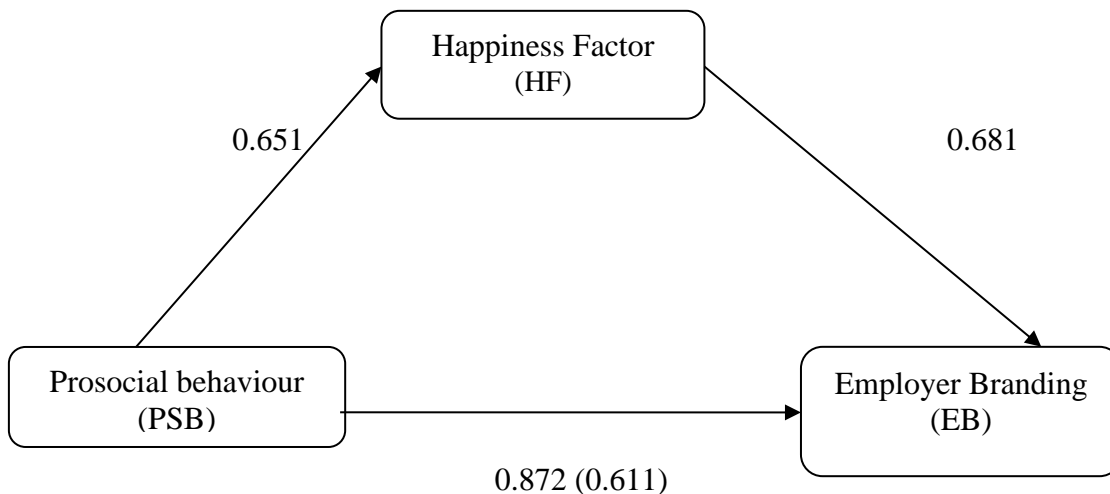 Happiness Factor
(HF)
0.651
0.681
Prosocial behaviour
(PSB)
Employer Branding
(EB)
0.872 (0.611)